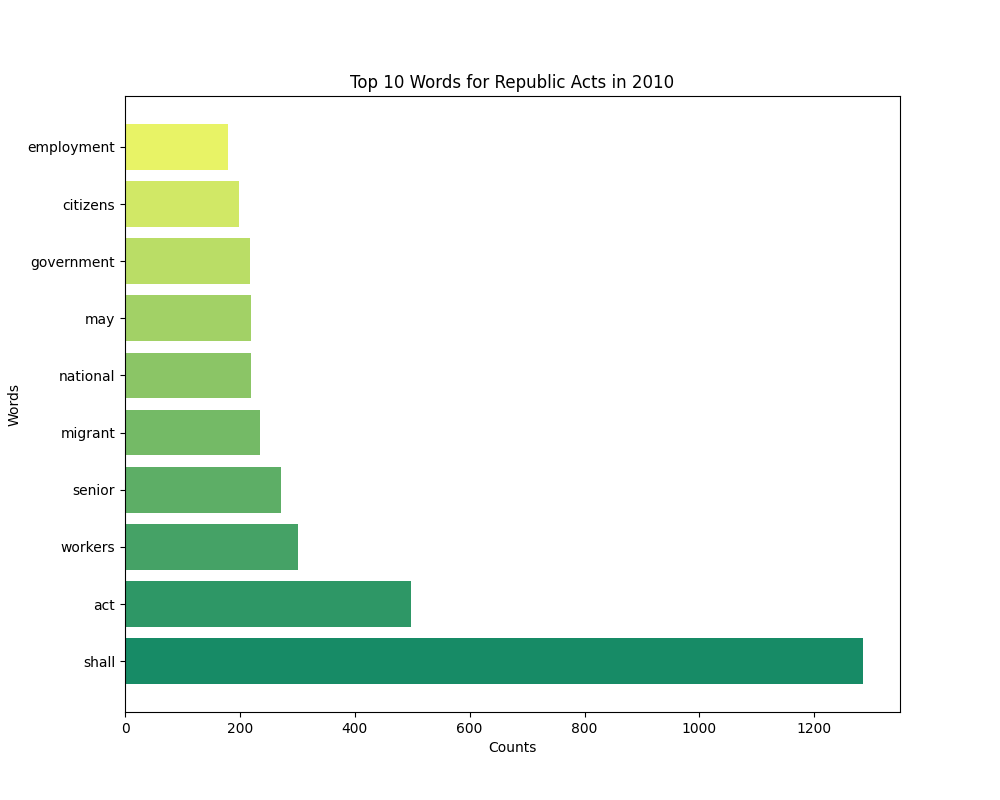 Top 10 Words for Republic Acts in 2010
employment
citizens
government
may
national
migrant
senior
workers
act
shall
Words
0 200 400 600 800 1000 1200
Counts